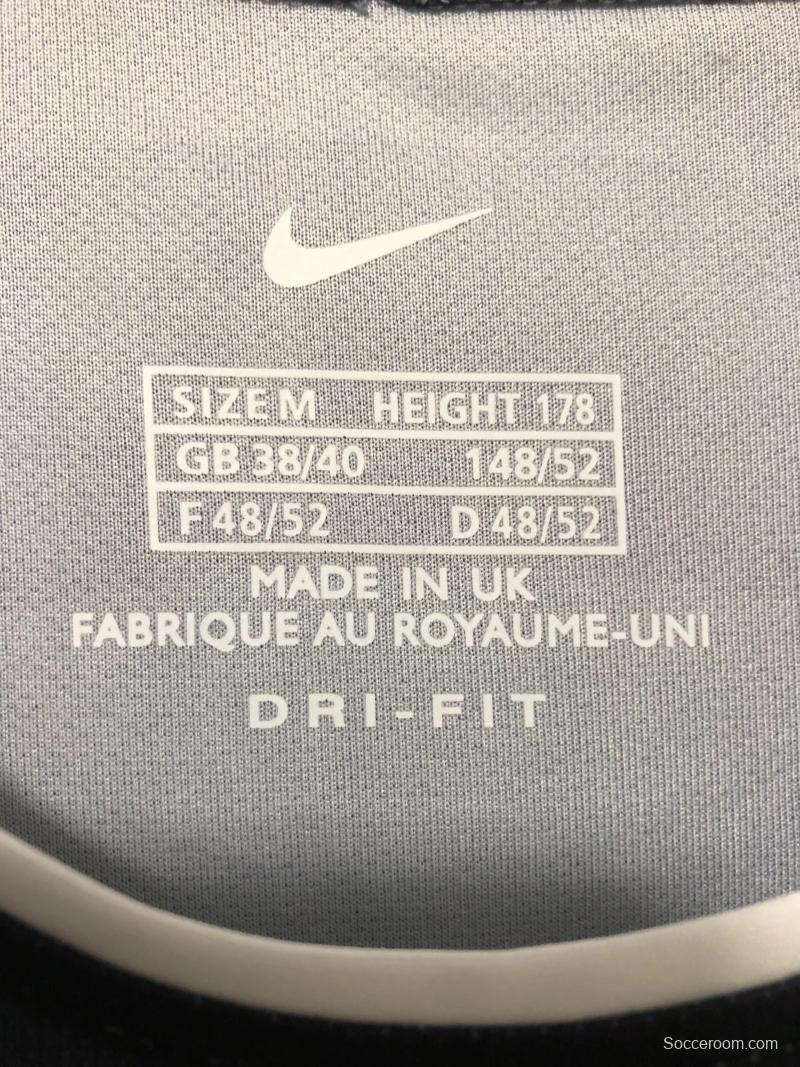 SIZE M HEIGHT 178
GB 38/40 148/52
F 48/52 D 48/52
MADE IN UK
FABRIQUE AU ROYAUME-UNI
DRI-FIT
Socceroom.com